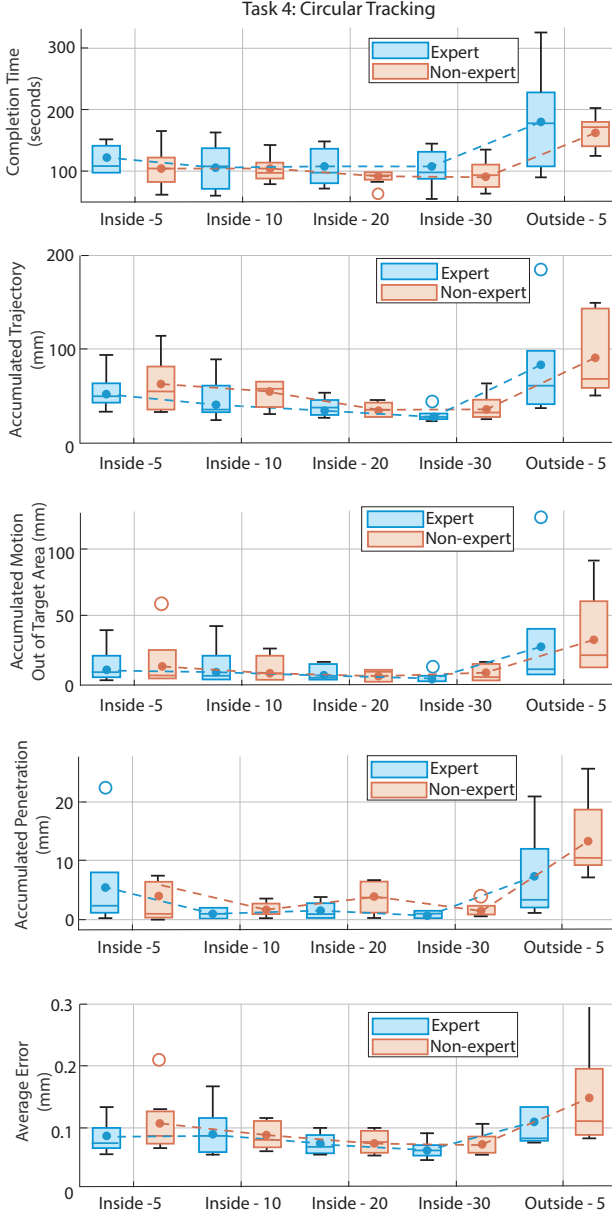 Task 4: Circular Tracking
Completion Time
(seconds)
300
200
100
Expert
Non-expert
Inside -5 Inside - 10 Inside - 20 Inside -30 Outside - 5
Accumulated Trajectory
(mm)
200
100
0
Expert
Non-expert
Inside -5 Inside - 10 Inside - 20 Inside -30 Outside - 5
Accumulated Motion
Out of Target Area (mm)
100
50
0
Expert
Non-expert
Inside -5 Inside - 10 Inside - 20 Inside -30 Outside - 5
Accumulated Penetration
(mm)
20
10
0
Expert
Non-expert
Inside -5 Inside - 10 Inside - 20 Inside -30 Outside - 5
Average Error
(mm)
0.3
0.2
0.1
0
Expert
Non-expert
Inside -5 Inside - 10 Inside - 20 Inside -30 Outside - 5